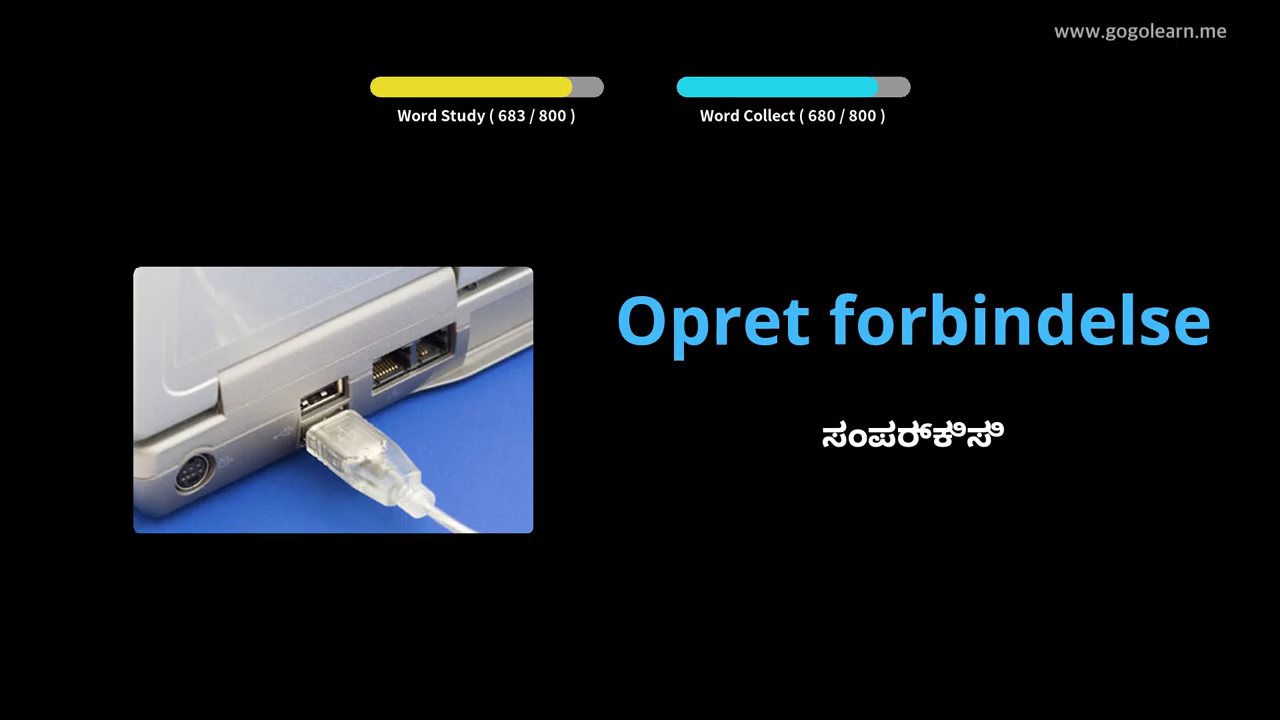 www.gogolearn.me
Word Study ( 683 / 800 )
Word Collect ( 680 / 800 )
Opret forbindelse
ಸಂಪರ್ಕಿಸಿ